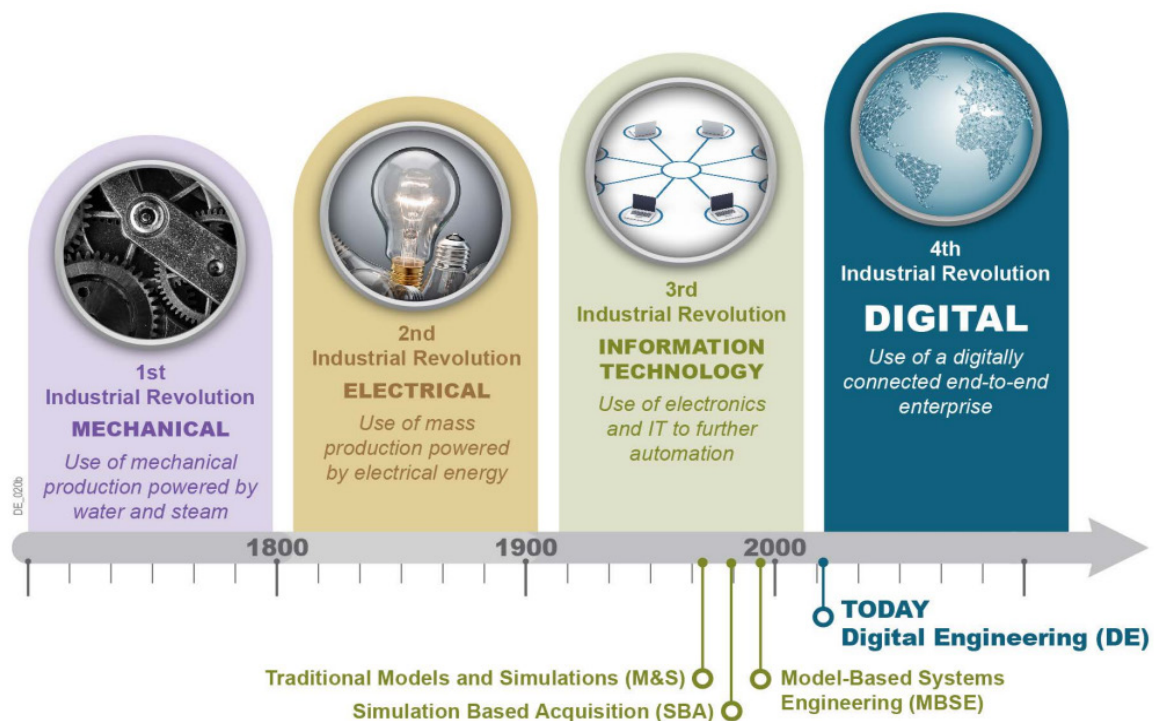 1st
Industrial Revolution
MECHANICAL
Use of mechanical
production powered by
water and steam
2nd
Industrial Revolution
ELECTRICAL
Use of mass
production powered
by electrical energy
3rd
Industrial Revolution
INFORMATION
TECHNOLOGY
Use of electronics
and IT to further
automation
4th
Industrial Revolution
DIGITAL
Use of a digitally
connected end-to-end
enterprise
DE_020b
1800
1900
2000
TODAY
Digital Engineering (DE)
Traditional Models and Simulations (M&S)
Simulation Based Acquisition (SBA)
Model-Based Systems
Engineering (MBSE)